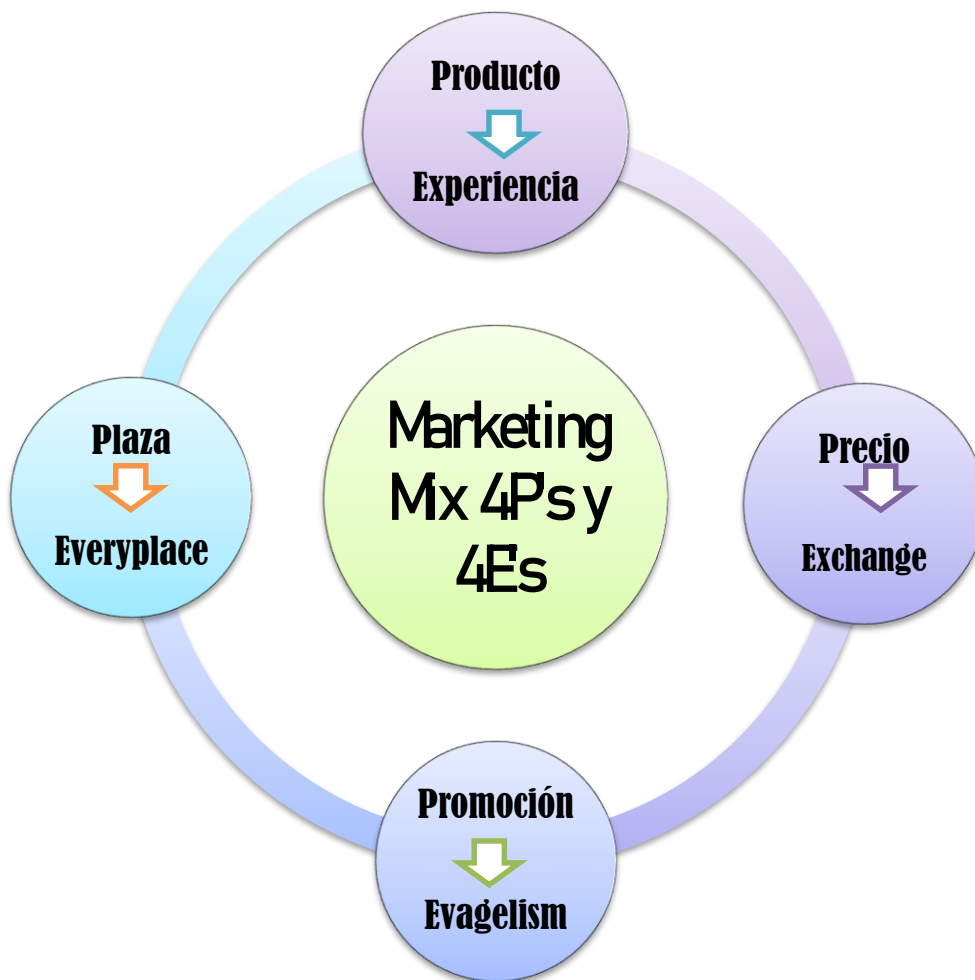 Producto
Experiencia
Marketing
Mix 4P's y
4E's
Plaza
Everyplace
Precio
Exchange
Promoción
Evagelism